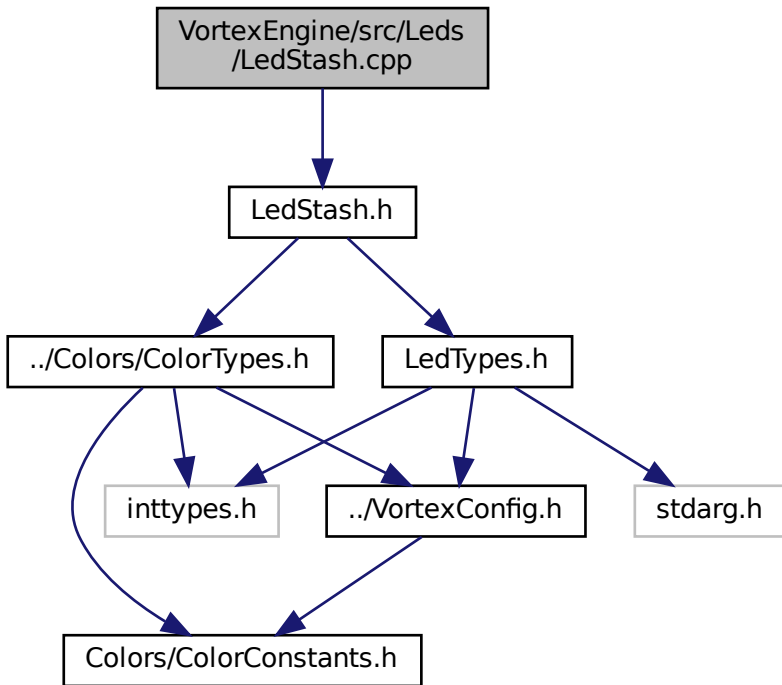 VortexEngine/src/Leds
/LedStash.cpp
LedStash.h
../Colors/ColorTypes.h
LedTypes.h
inttypes.h
../VortexConfig.h
stdarg.h
Colors/ColorConstants.h